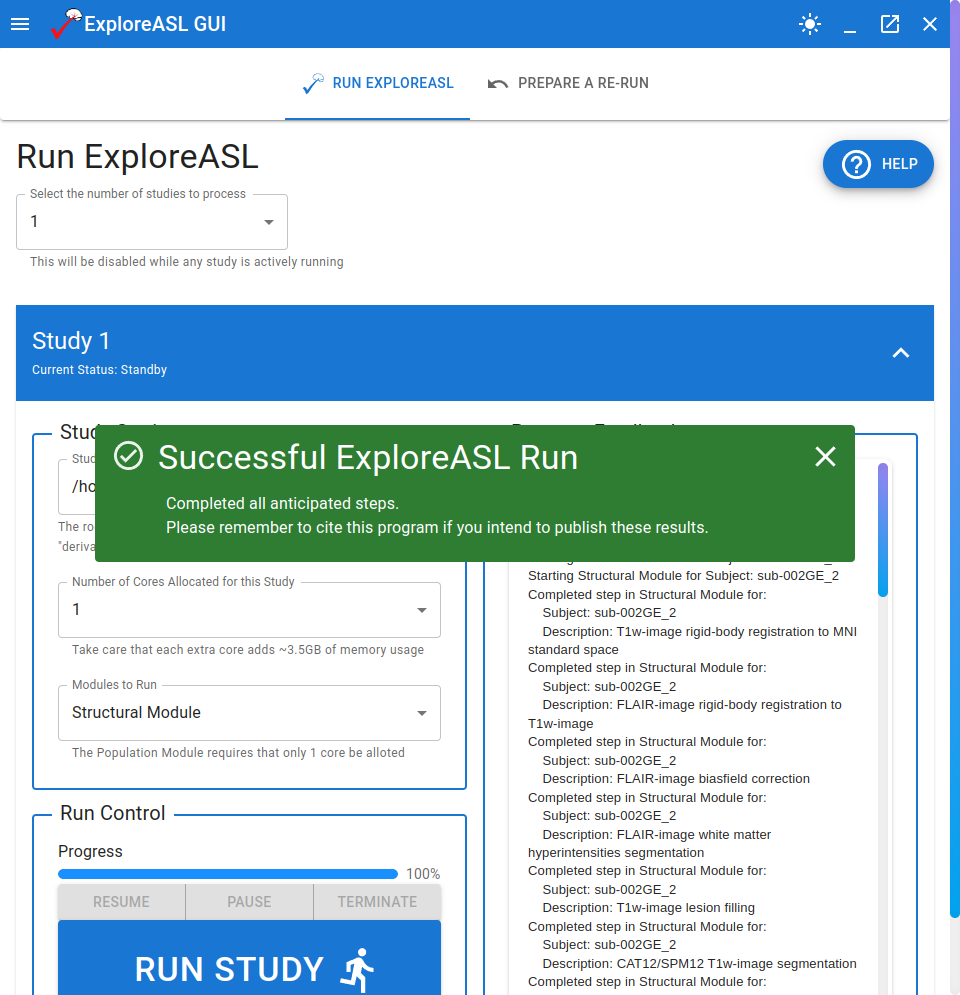 ExploreASL GUI
RUN EXPLOREASL
PREPARE A RE-RUN
Run ExploreASL
HELP
Select the number of studies to process
1
This will be disabled while any study is actively running
Study 1
Current Status: Standby
Successful ExploreASL Run
Completed all anticipated steps.
Please remember to cite this program if you intend to publish these results.
/ho
The ro
"deriva
Number of Cores Allocated for this Study
1
Take care that each extra core adds ~3.5GB of memory usage
Modules to Run
Structural Module
The Population Module requires that only 1 core be alloted
Run Control
Progress
100%
RESUME
PAUSE
TERMINATE
RUN STUDY
Starting Structural Module for Subject: sub-002GE_2
Completed step in Structural Module for:
Subject: sub-002GE_2
Description: T1w-image rigid-body registration to MNI
standard space
Completed step in Structural Module for:
Subject: sub-002GE_2
Description: FLAIR-image rigid-body registration to
T1w-image
Completed step in Structural Module for:
Subject: sub-002GE_2
Description: FLAIR-image biasfield correction
Completed step in Structural Module for:
Subject: sub-002GE_2
Description: FLAIR-image white matter
hyperintensities segmentation
Completed step in Structural Module for:
Subject: sub-002GE_2
Description: T1w-image lesion filling
Completed step in Structural Module for:
Subject: sub-002GE_2
Description: CAT12/SPM12 T1w-image segmentation
Completed step in Structural Module for: